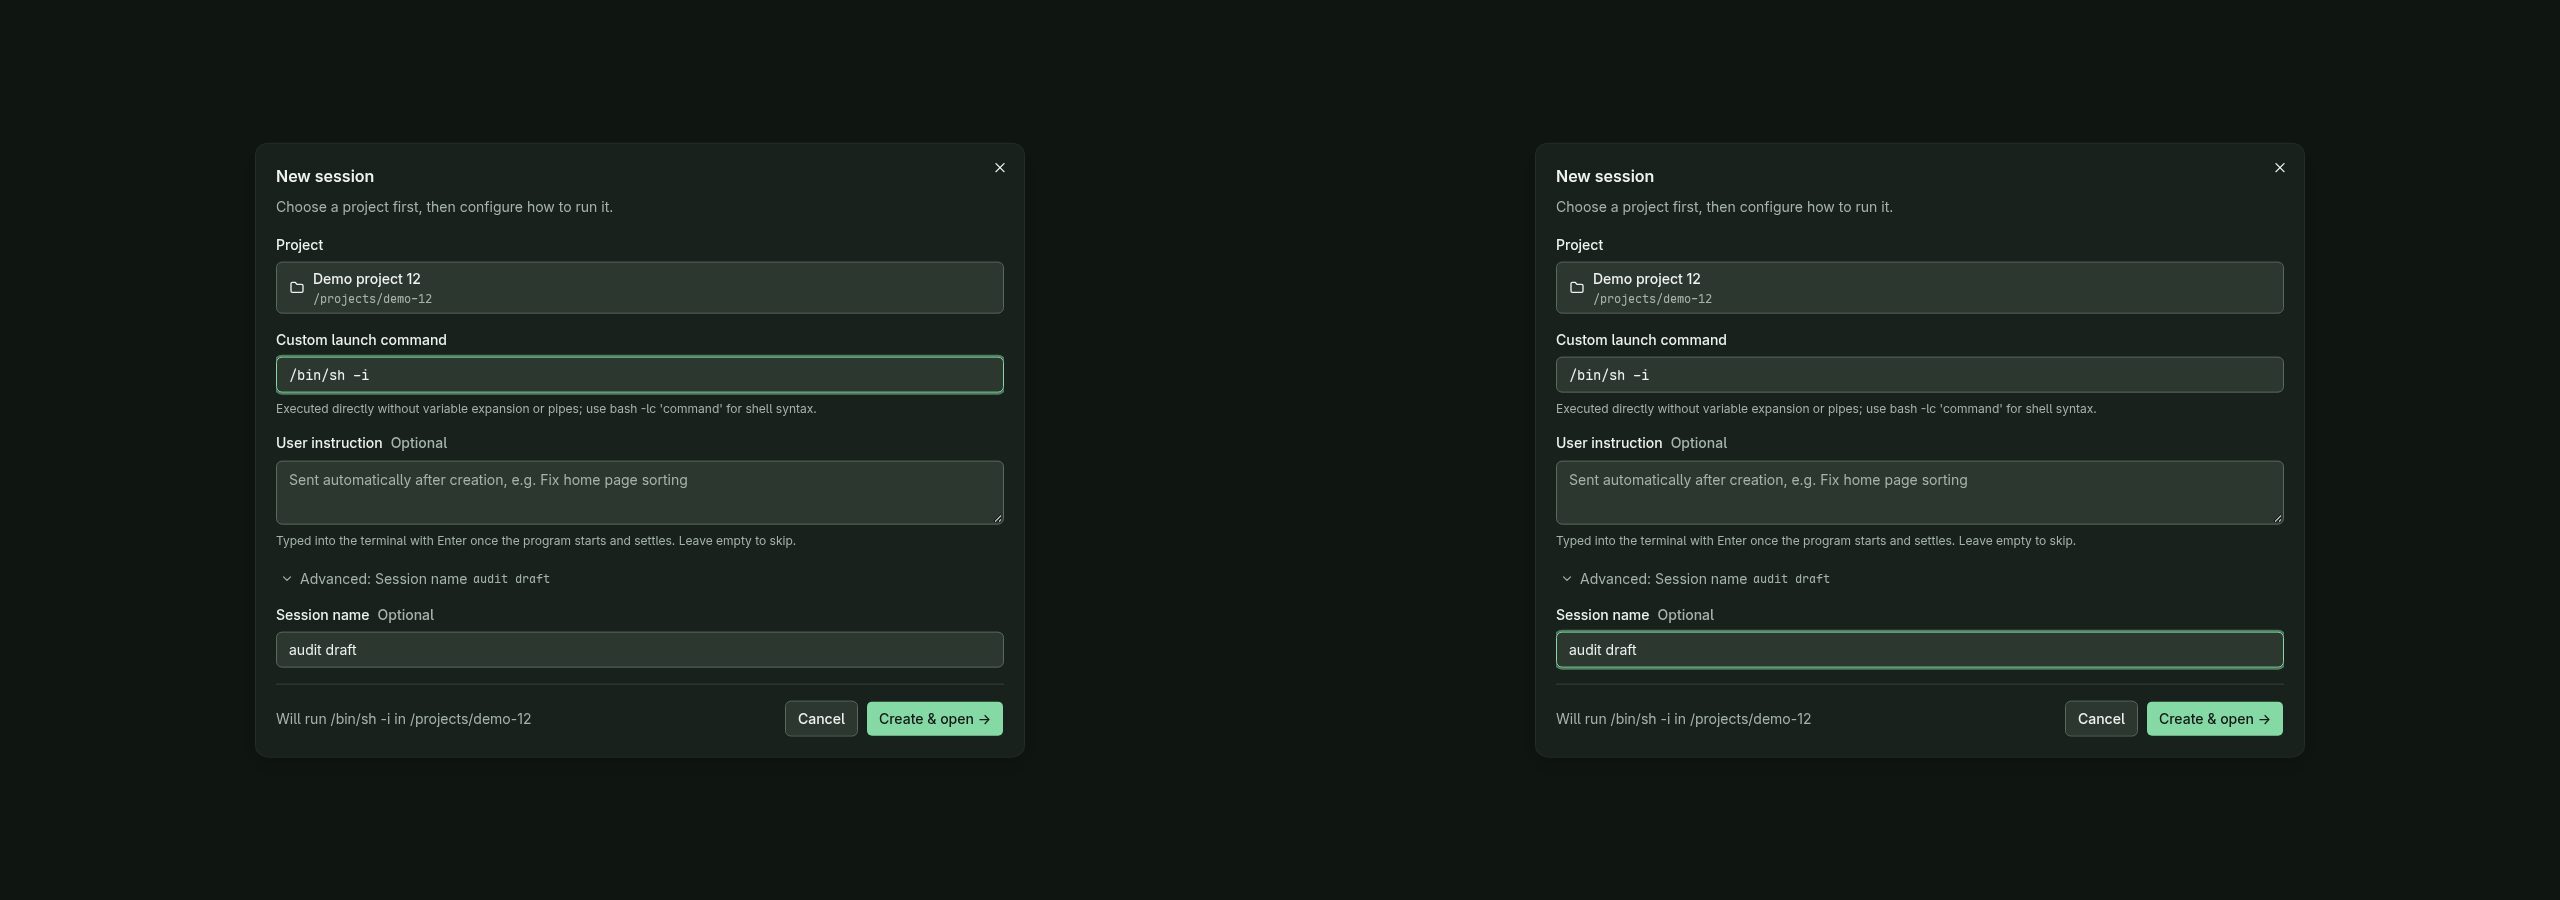 New session
Choose a project first, then configure how to run it.
Project
Demo project 12
/projects/demo-12
Custom launch command
/bin/sh -i
Executed directly without variable expansion or pipes; use bash -lc 'command' for shell syntax.
User instruction Optional
Sent automatically after creation, e.g. Fix home page sorting
Typed into the terminal with Enter once the program starts and settles. Leave empty to skip.
Advanced: Session name audit draft
Session name Optional
audit draft
Will run /bin/sh -i in /projects/demo-12
Cancel
Create & open →
New session
Choose a project first, then configure how to run it.
Project
Demo project 12
/projects/demo-12
Custom launch command
/bin/sh -i
Executed directly without variable expansion or pipes; use bash -lc 'command' for shell syntax.
User instruction Optional
Sent automatically after creation, e.g. Fix home page sorting
Typed into the terminal with Enter once the program starts and settles. Leave empty to skip.
Advanced: Session name audit draft
Session name Optional
audit draft
Will run /bin/sh -i in /projects/demo-12
Cancel
Create & open →